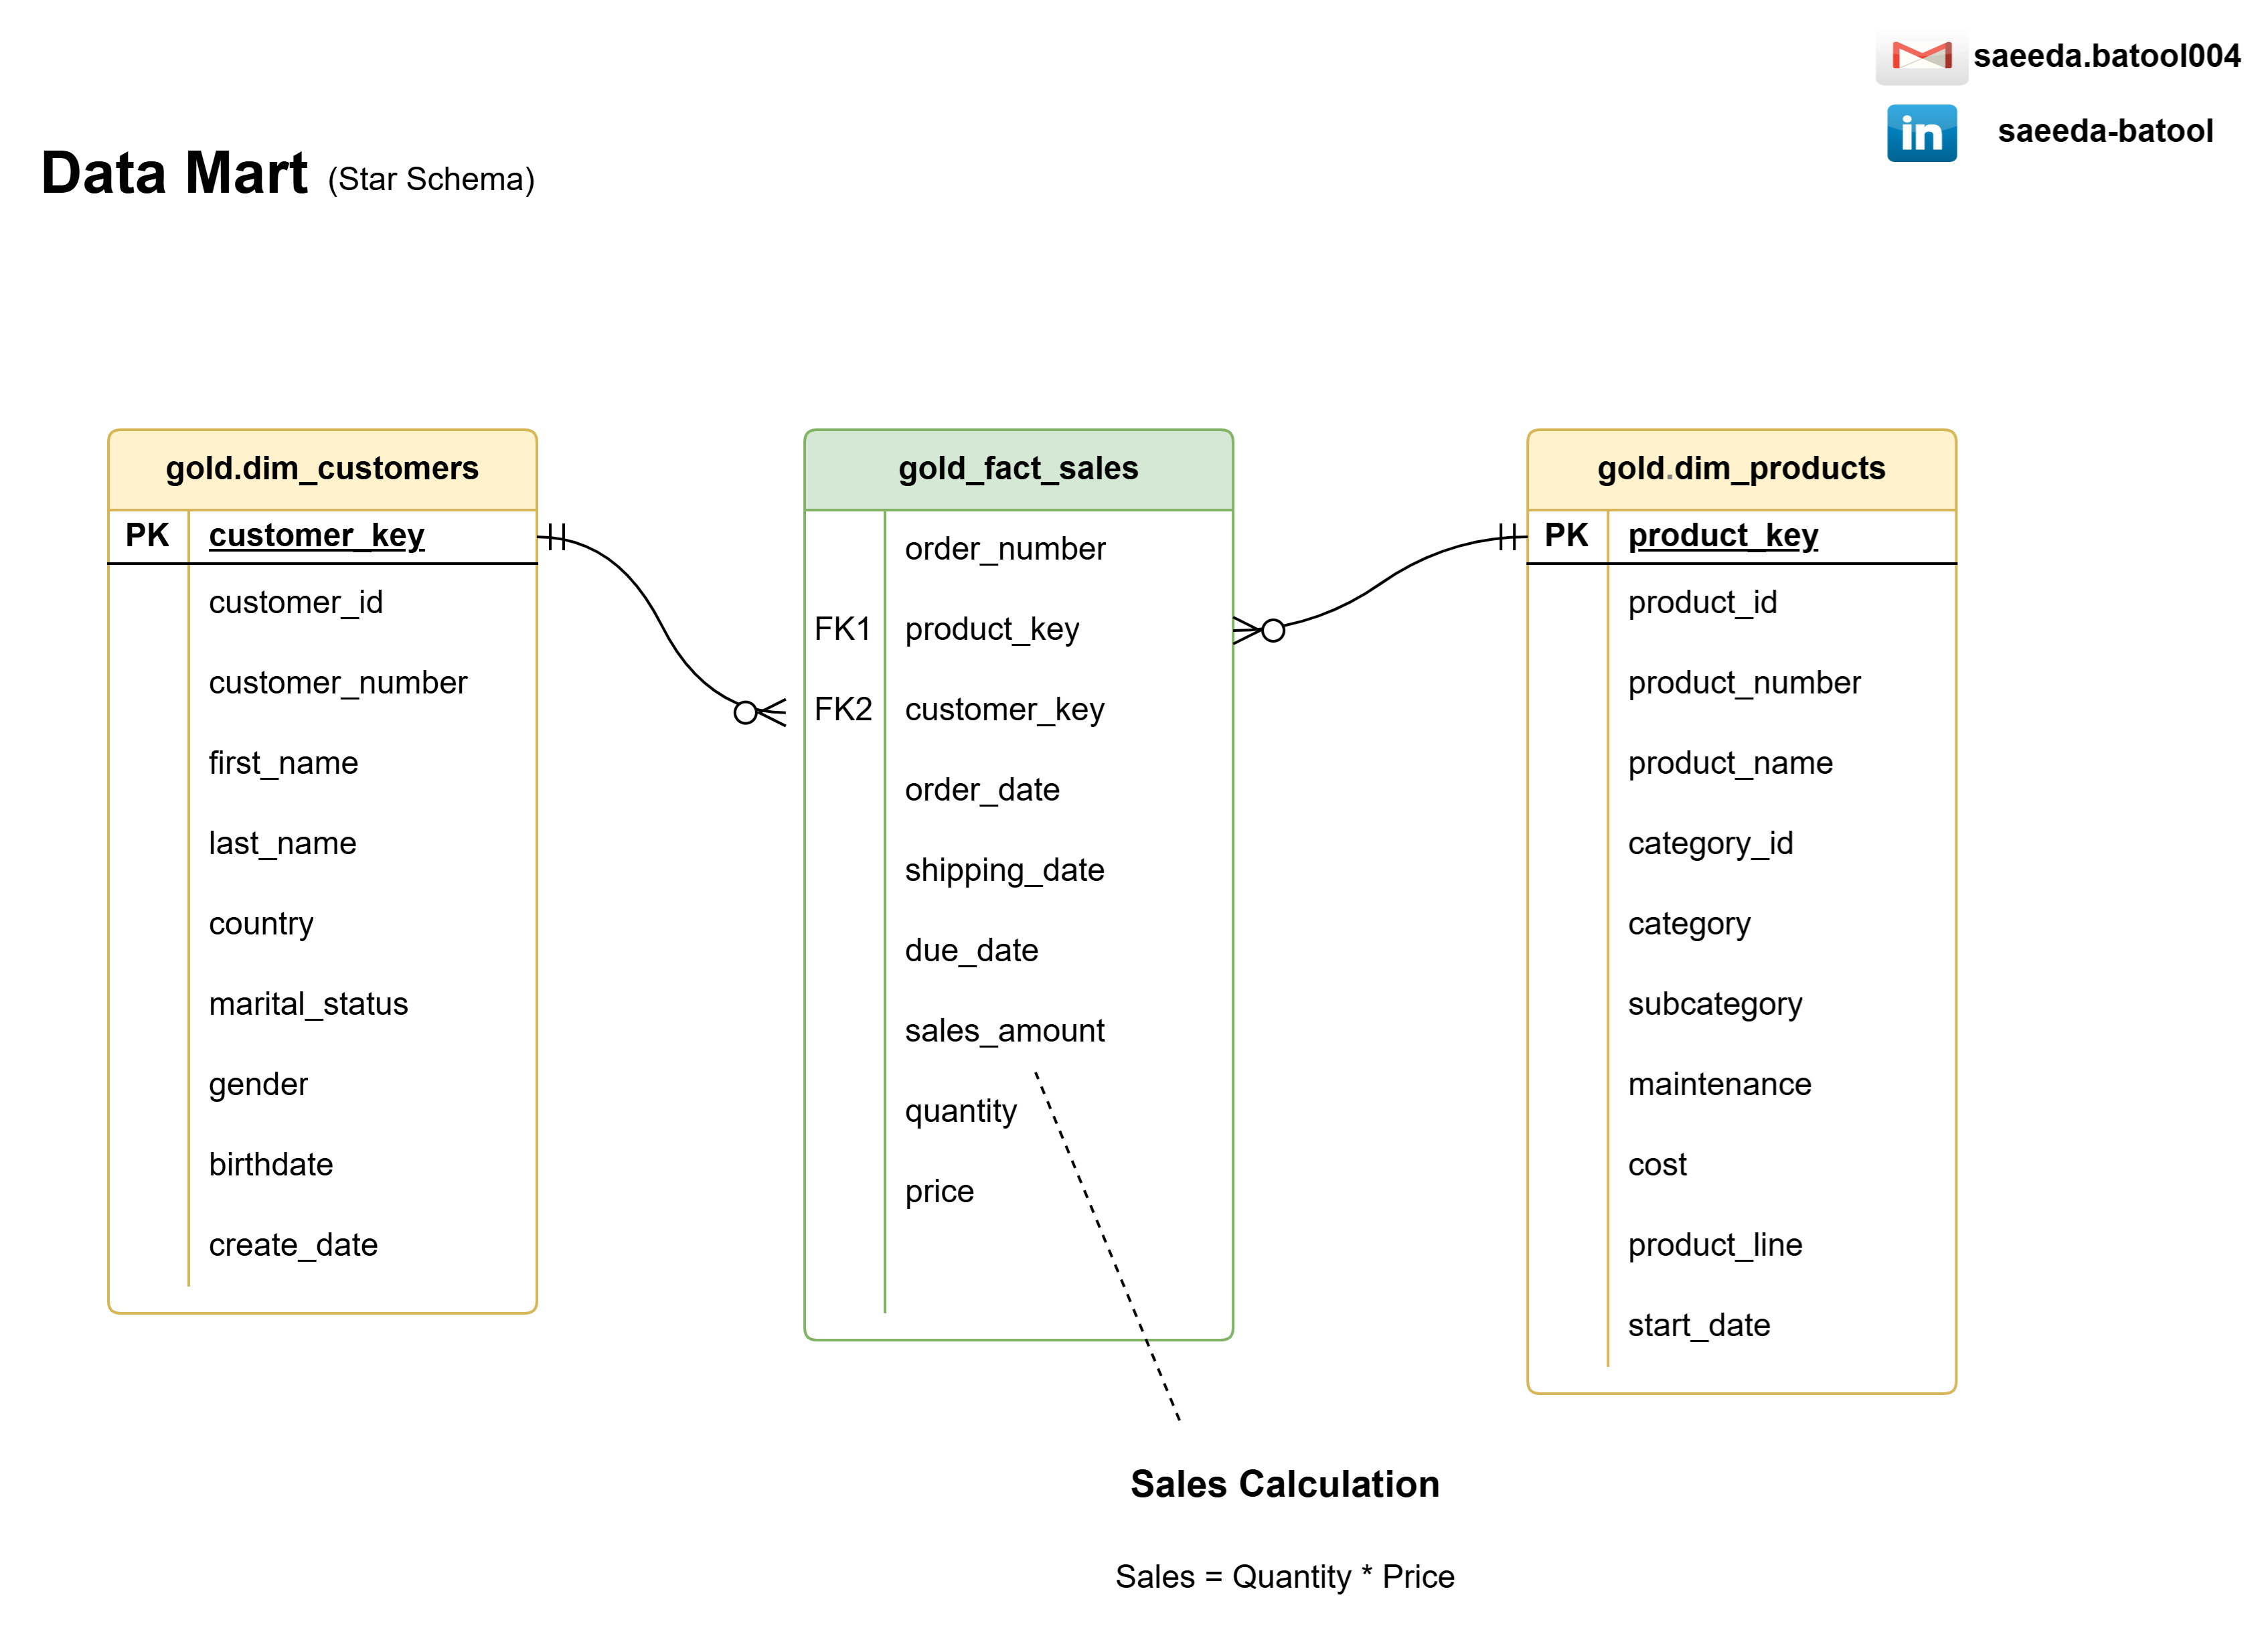 saeeda.batool004
in saeeda-batool
Data Mart (Star Schema)
gold.dim_customers
PK customer_key
customer_id
customer_number
first_name
last_name
country
marital_status
gender
birthdate
create_date
gold_fact_sales
order_number
FK1 product_key
FK2 customer_key
order_date
shipping_date
due_date
sales_amount
quantity
price
gold.dim_products
PK product_key
product_id
product_number
product_name
category_id
category
subcategory
maintenance
cost
product_line
start_date
Sales Calculation
Sales = Quantity * Price